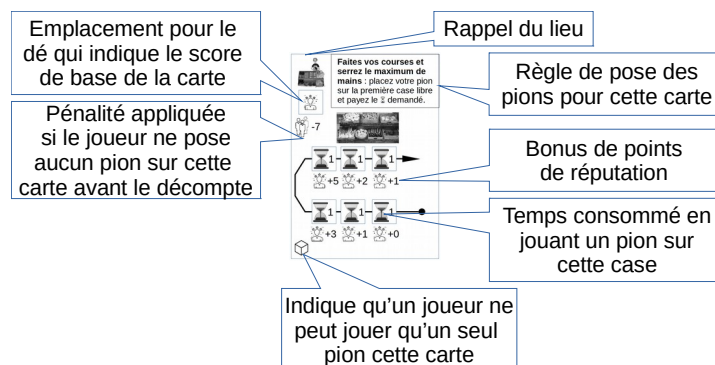 Emplacement pour le
dé qui indique le score
de base de la carte
Rappel du lieu
Faites vos courses et
serrez le maximum de
mains : placez votre pion
sur la première case libre
et payez le ⌛ demandé.
Règle de pose des
pions pour cette carte
Pénalité appliquée
si le joueur ne pose
aucun pion sur cette
carte avant le décompte
-7
Bonus de points
de réputation
1 1 1
+5 +2 +1
Temps consommé en
jouant un pion sur
cette case
1 1 1
+3 +1 +0
Indique qu'un joueur ne
peut jouer qu'un seul
pion cette carte